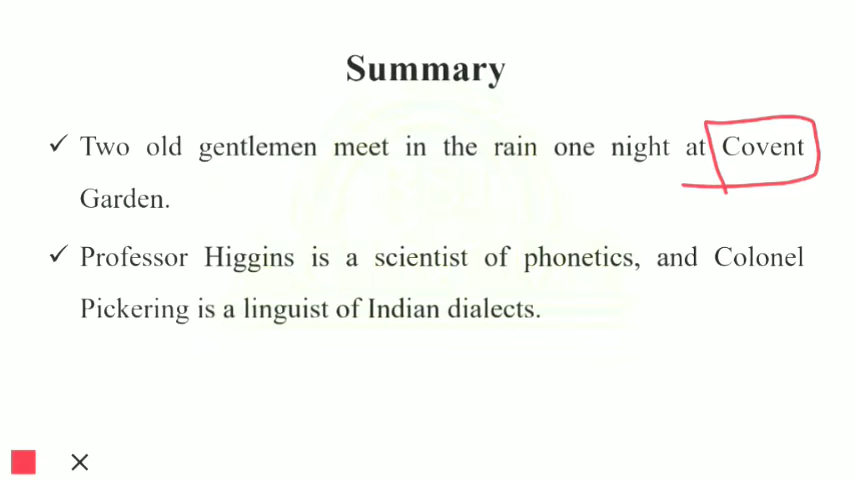 Summary
✓ Two old gentlemen meet in the rain one night at Covent
Garden.
✓ Professor Higgins is a scientist of phonetics, and Colonel
Pickering is a linguist of Indian dialects.